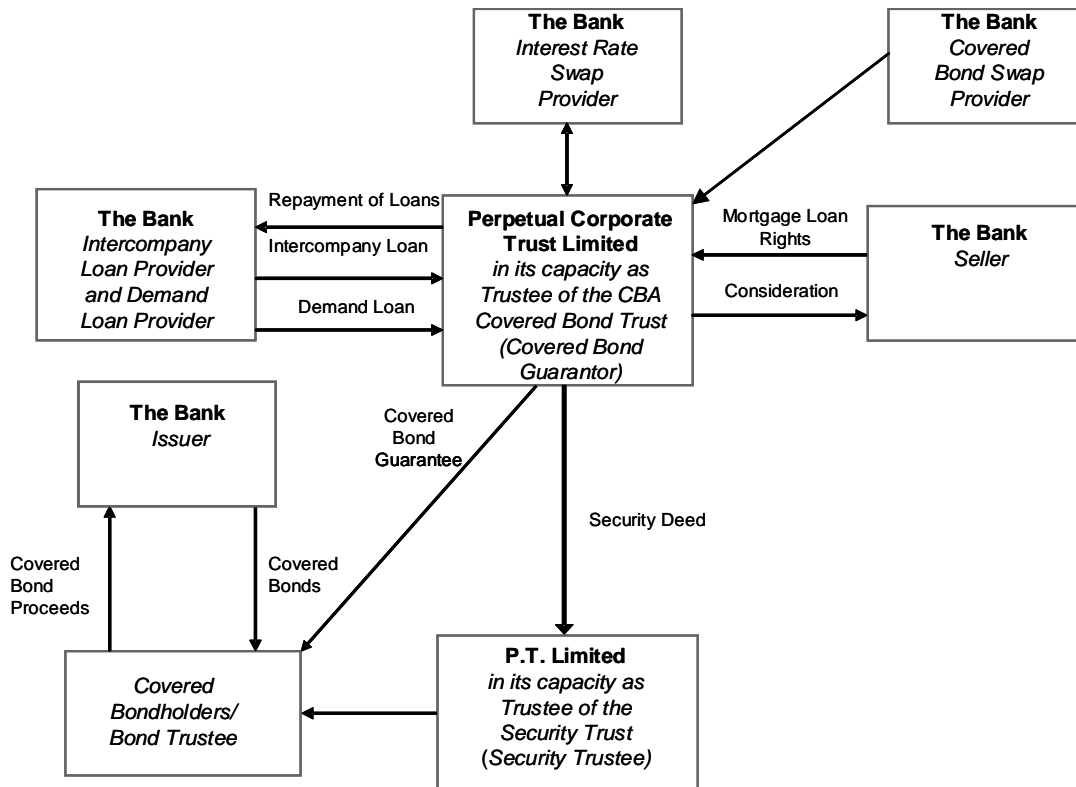 The Bank
Interest Rate
Swap
Provider
The Bank
Covered
Bond Swap
Provider
The Bank
Intercompany
Loan Provider
and Demand
Loan Provider
Repayment of Loans
Intercompany Loan
Demand Loan
Perpetual Corporate
Trust Limited
in its capacity as
Trustee of the CBA
Covered Bond Trust
(Covered Bond
Guarantor)
Mortgage Loan
Rights
Consideration
The Bank
Seller
The Bank
Issuer
Covered
Bond
Guarantee
Security Deed
Covered
Bond
Proceeds
Covered
Bonds
Covered
Bondholders/
Bond Trustee
P.T. Limited
in its capacity as
Trustee of the
Security Trust
(Security Trustee)